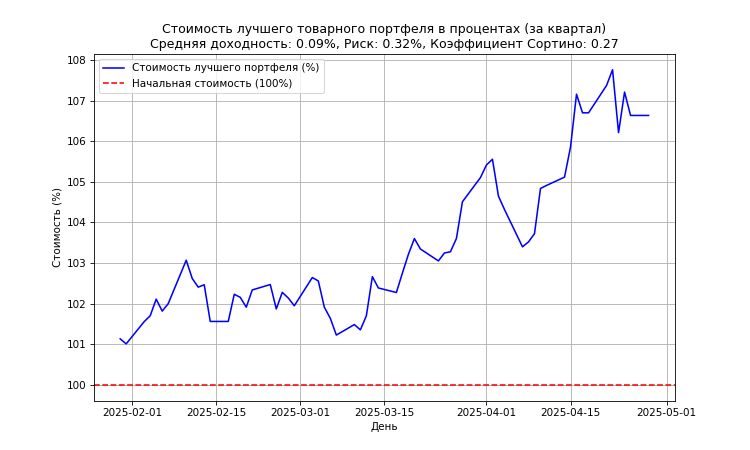 Стоимость лучшего товарного портфеля в процентах (за квартал)
Средняя доходность: 0.09%, Риск: 0.32%, Коэффициент Сортино: 0.27
Стоимость лучшего портфеля (%)
Начальная стоимость (100%)
Стоимость (%)
108
107
106
105
104
103
102
101
100
2025-02-01
2025-02-15
2025-03-01
2025-03-15
2025-04-01
2025-04-15
2025-05-01
День